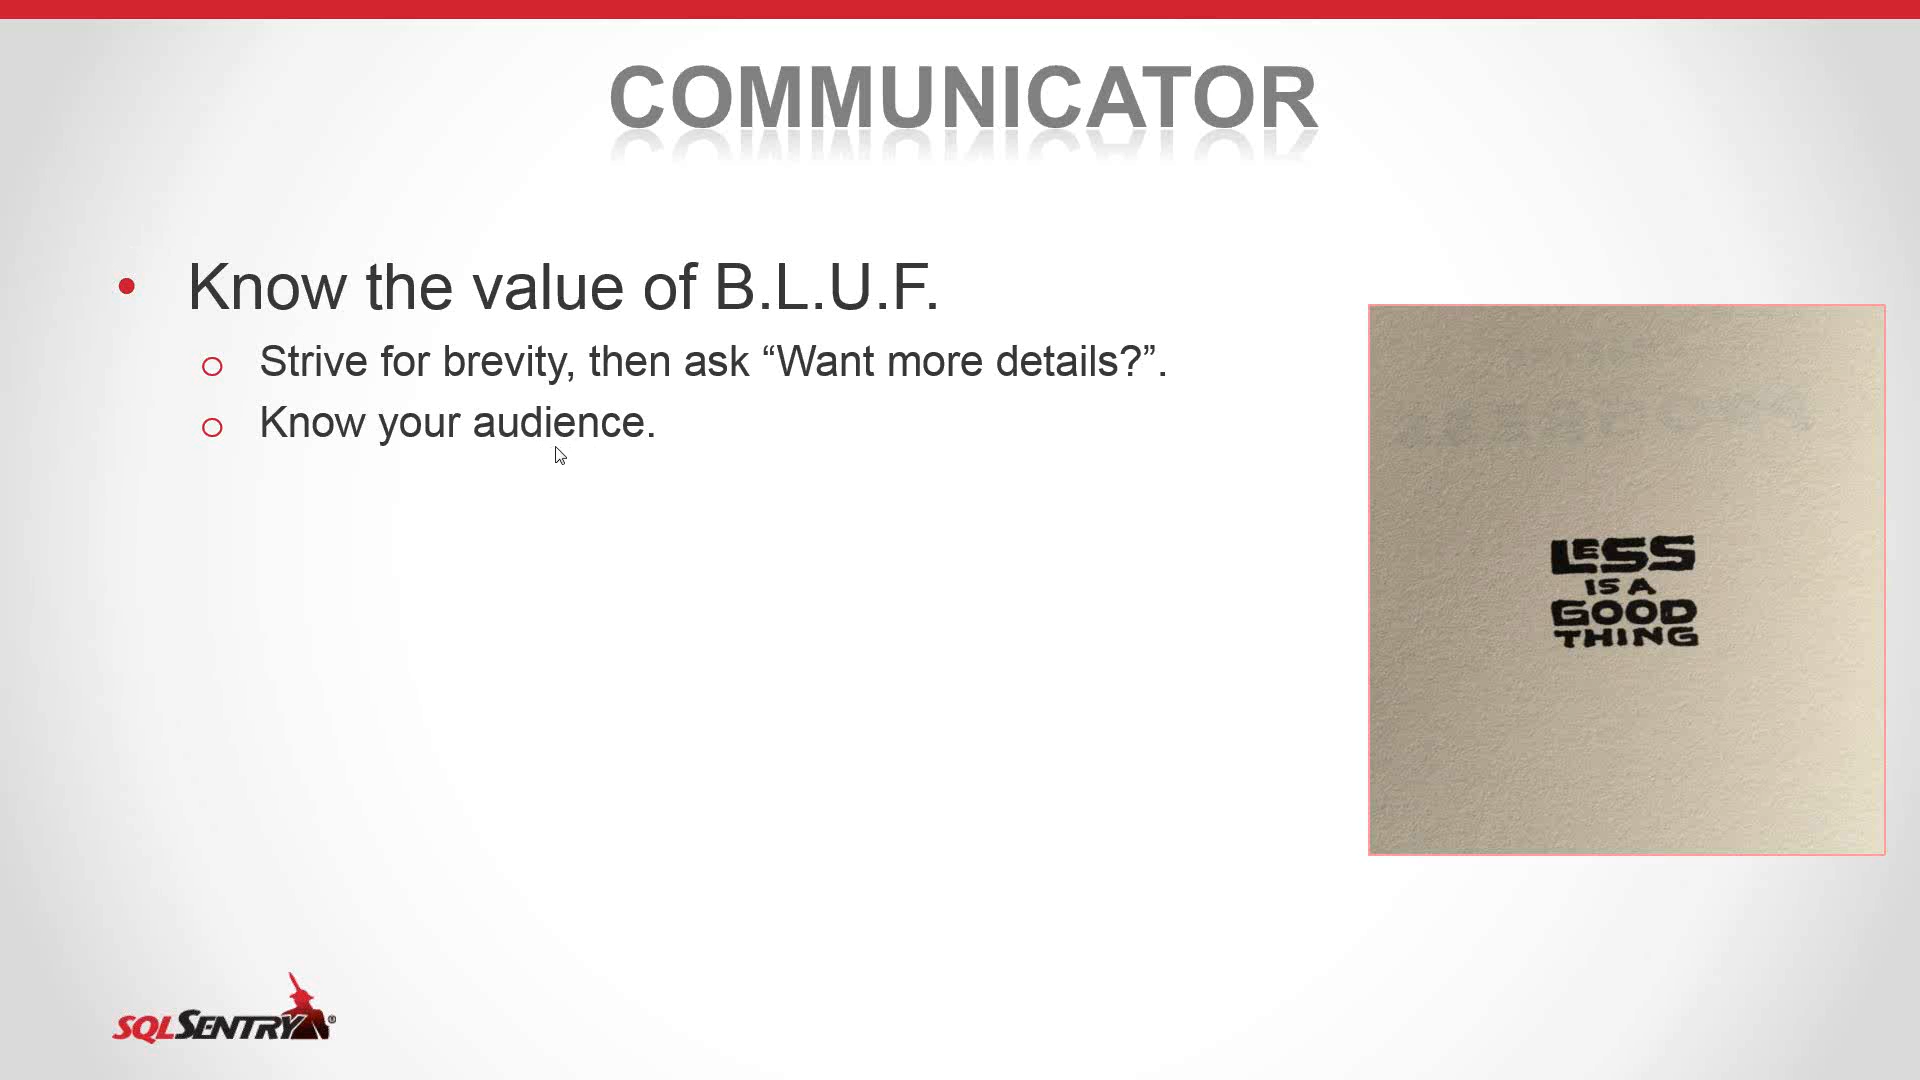 COMMUNICATOR
• Know the value of B.L.U.F.
o Strive for brevity, then ask “Want more details?”.
o Know your audience.
LESS
IS A
GOOD
THING
SQLSENTRY®